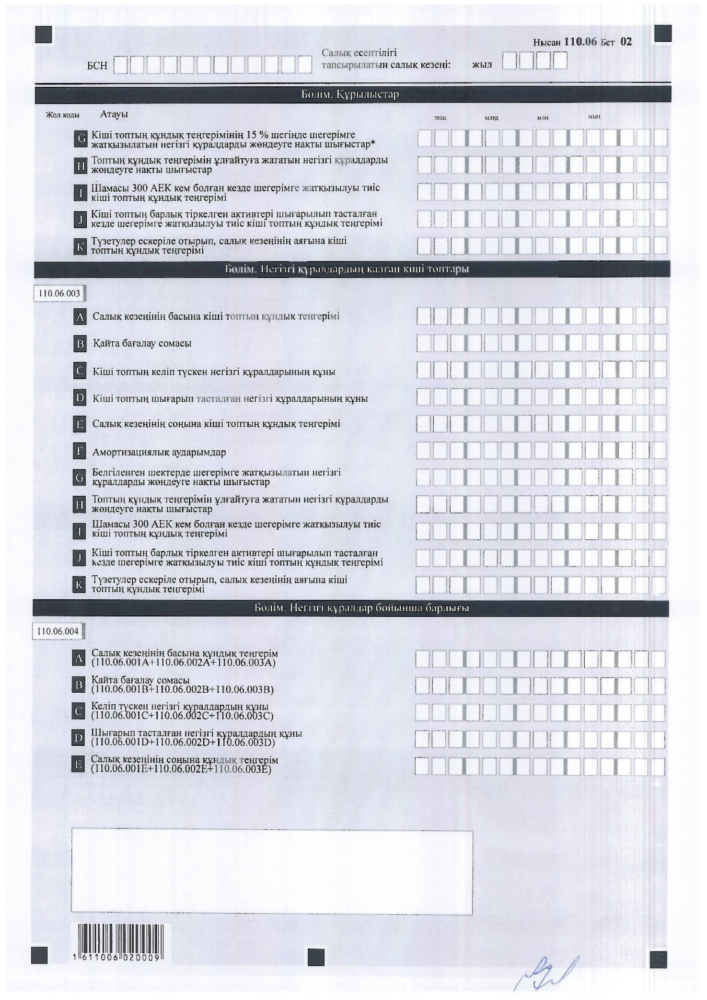 Нысан 110.06 Бет 02
БСН
Салық есептілігі
тапсырылатын салық кезеңі: жыл
Бөлім. Құрылыстар
Жол коды Атауы ТРЛН. МЛРД. МЛН. МЫҢ
G Кіші топтың құндық теңгерімінің 15 % шегінде шегерімге
жатқызылатын негізгі құралдарды жөндеуге нақты шығыстар*
H Топтың құндық теңгерімін ұлғайтуға жататын негізгі құралдарды
жөндеуге нақты шығыстар
I Шамасы 300 АЕК кем болған кезде шегерімге жатқызылуы тиіс
кіші топтың құндық теңгерімі
J Кіші топтың барлық тіркелген активтері шығарылып тасталған
кезде шегерімге жатқызылуы тиіс кіші топтың құндық теңгерімі
K Түзетулер ескеріле отырып, салық кезеңінің аяғына кіші
топтың құндық теңгерімі
Бөлім. Негізгі құралдардың қалған кіші топтары
110.06.003
A Салық кезеңінің басына кіші топтың құндық теңгерімі
B Қайта бағалау сомасы
C Кіші топтың келіп түскен негізгі құралдарының құны
D Кіші топтың шығарып тасталған негізгі құралдарының құны
E Салық кезеңінің соңына кіші топтың құндық теңгерімі
F Амортизациялық аударымдар
G Белгіленген шектерде шегерімге жатқызылатын негізгі
құралдарды жөндеуге нақты шығыстар
H Топтың құндық теңгерімін ұлғайтуға жататын негізгі құралдарды
жөндеуге нақты шығыстар
I Шамасы 300 АЕК кем болған кезде шегерімге жатқызылуы тиіс
кіші топтың құндық теңгерімі
J Кіші топтың барлық тіркелген активтері шығарылып тасталған
кезде шегерімге жатқызылуы тиіс кіші топтың құндық теңгерімі
K Түзетулер ескеріле отырып, салық кезеңінің аяғына кіші
топтың құндық теңгерімі
Бөлім. Негізгі құралдар бойынша барлығы
110.06.004
A Салық кезеңінің басына құндық теңгерім
(110.06.001A+110.06.002A+110.06.003A)
B Қайта бағалау сомасы
(110.06.001B+110.06.002B+110.06.003B)
C Келіп түскен негізгі құралдардың құны
(110.06.001C+110.06.002C+110.06.003C)
D Шығарып тасталған негізгі құралдардың құны
(110.06.001D+110.06.002D+110.06.003D)
E Салық кезеңінің соңына құндық теңгерім
(110.06.001E+110.06.002E+110.06.003E)
1 611006 020009